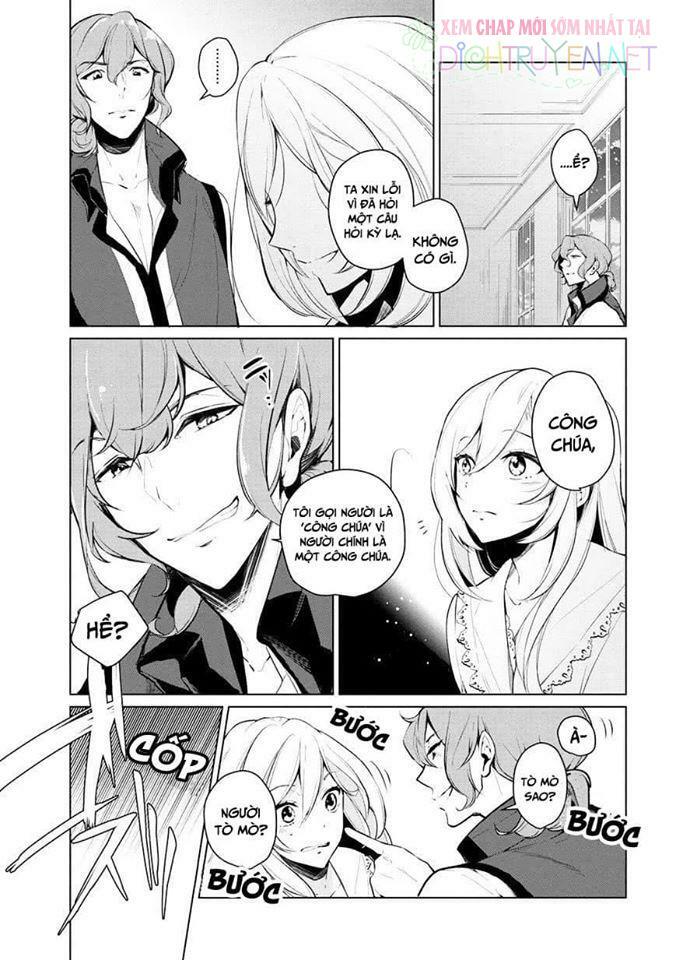 XEM CHAP MỚI SỚM NHẤT TẠI
DICHTRUYEN.NET
....Ể?
KHÔNG
CÓ GÌ.
TA XIN LỖI
VÌ ĐÃ HỎI
MỘT CÂU
HỎI KỲ LẠ.
.........
CÔNG
CHÚA,
TÔI GỌI NGƯỜI LÀ
'CÔNG CHÚA' VÌ
NGƯỜI CHÍNH LÀ
MỘT CÔNG CHÚA.
HỂ?
À-
TÒ MÒ
SAO?
BƯỚC
BƯỚC
NGƯỜI
TÒ MÒ?
BƯỚC
CỐP